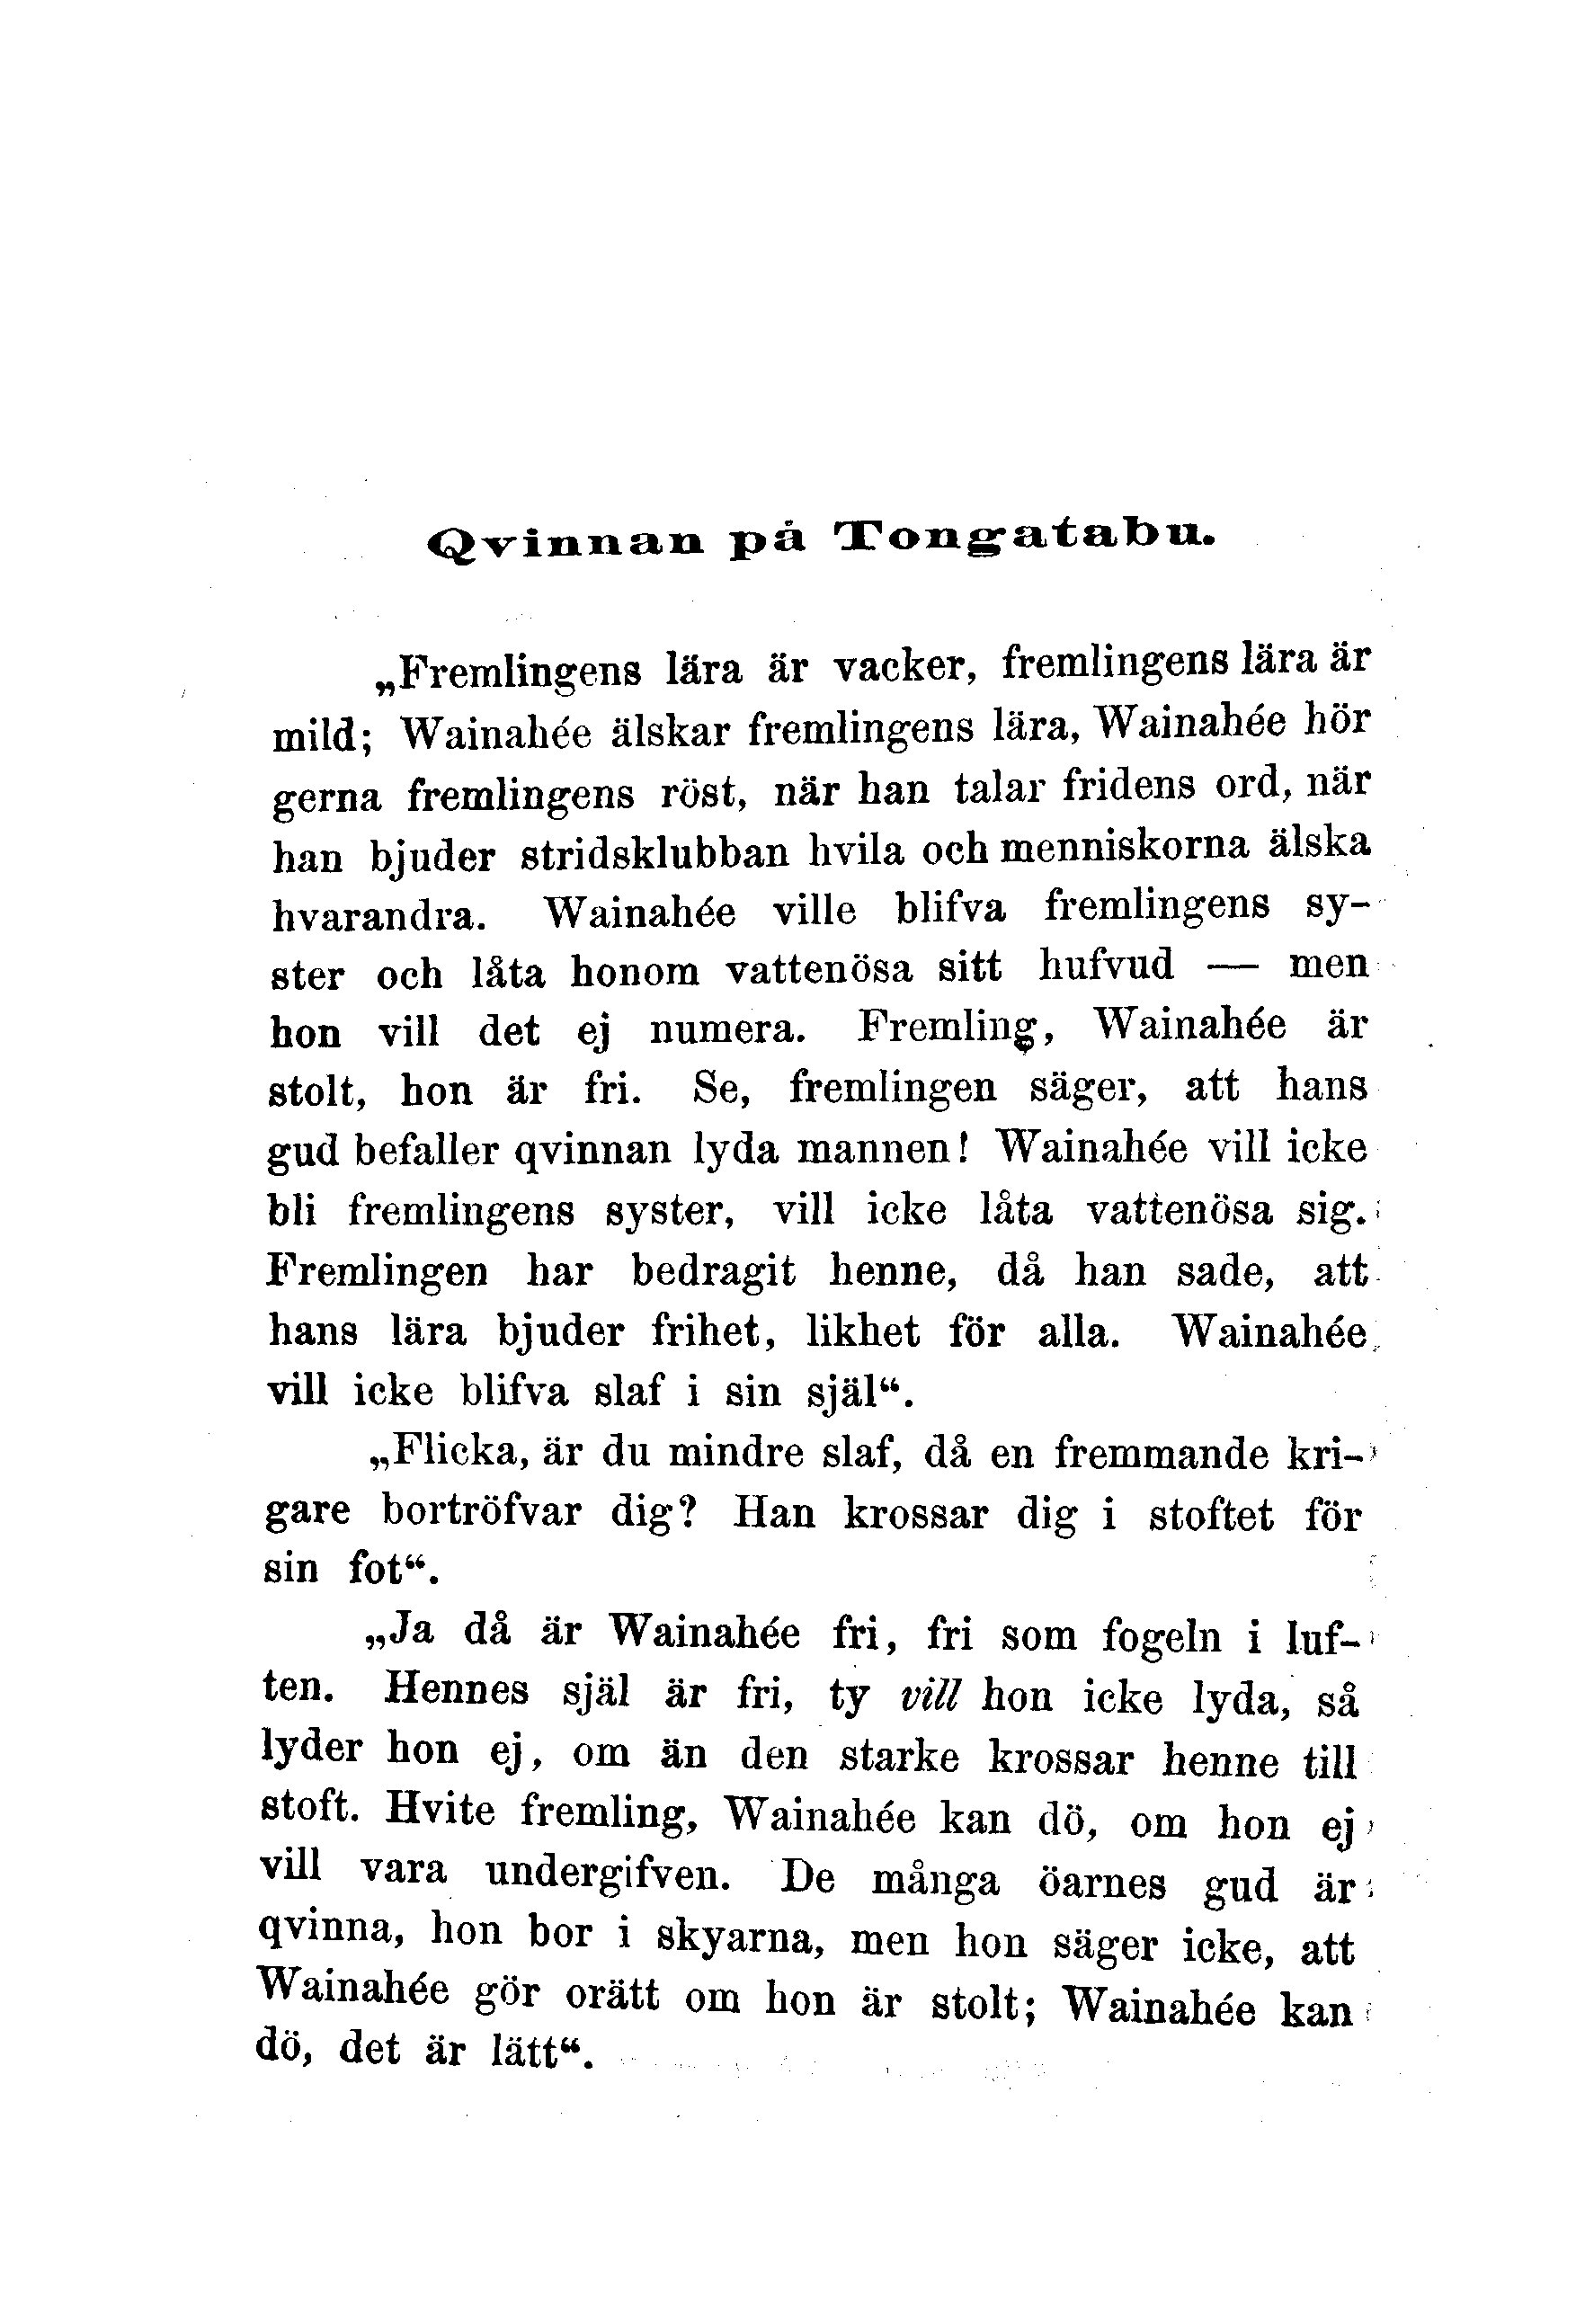 Qvinnan på Tongatabu.
„Fremlingens lära är vacker, fremlingens lära är
mild; Wainahée älskar fremlingens lära, Wainahée hör
gerna fremlingens röst, när han talar fridens ord, när
han bjuder stridsklubban hvila och menniskorna älska
hvarandra. Wainahée ville blifva fremlingens sy-
ster och låta honom vattenösa sitt hufvud — men
hon vill det ej numera. Fremling, Wainahée är
stolt, hon är fri. Se, fremlingen säger, att hans
gud befaller qvinnan lyda mannen! Wainahée vill icke
bli fremlingens syster, vill icke låta vattenösa sig.
Fremlingen har bedragit henne, då han sade, att
hans lära bjuder frihet, likhet för alla. Wainahée
vill icke blifva slaf i sin själ“.
„Flicka, är du mindre slaf, då en fremmande kri-
gare bortröfvar dig? Han krossar dig i stoftet för
sin fot“.
„Ja då är Wainahée fri, fri som fogeln i luf-
ten. Hennes själ är fri, ty vill hon icke lyda, så
lyder hon ej, om än den starke krossar henne till
stoft. Hvite fremling, Wainahée kan dö, om hon ej
vill vara undergifven. De många öarnes gud är
qvinna, hon bor i skyarna, men hon säger icke, att
Wainahée gör orätt om hon är stolt; Wainahée kan
dö, det är lätt“.